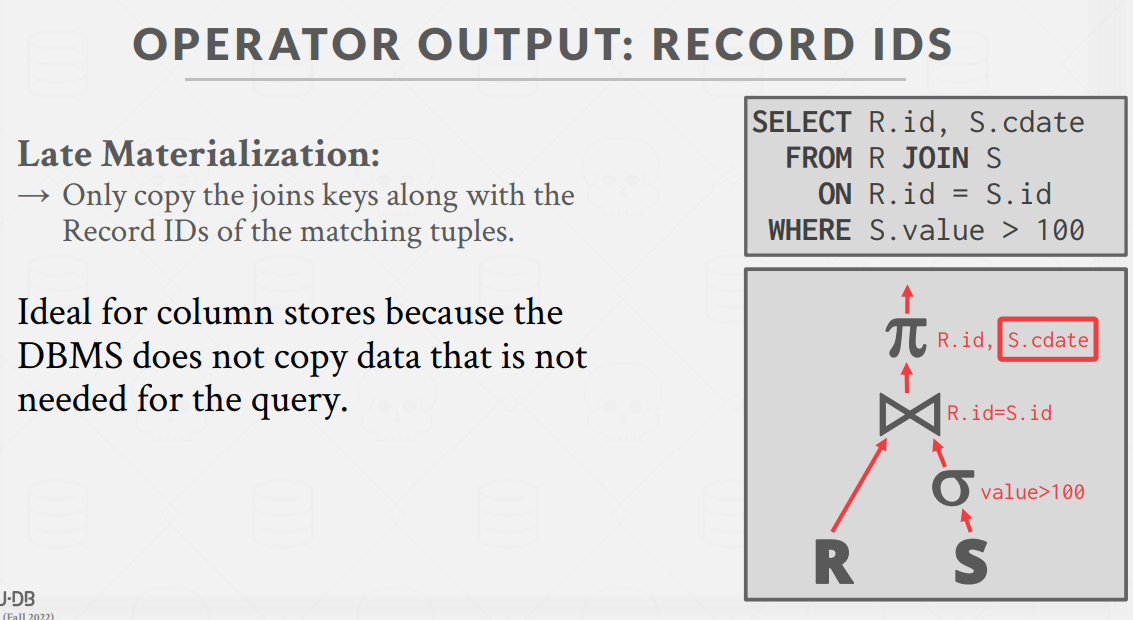 OPERATOR OUTPUT: RECORD IDS
Late Materialization:
→ Only copy the joins keys along with the
Record IDs of the matching tuples.
Ideal for column stores because the
DBMS does not copy data that is not
needed for the query.
SELECT R.id, S.cdate
FROM R JOIN S
ON R.id = S.id
WHERE S.value > 100
π R.id, S.cdate
⋈ R.id=S.id
σ value>100
R S
U·DB
(Fall 2022)